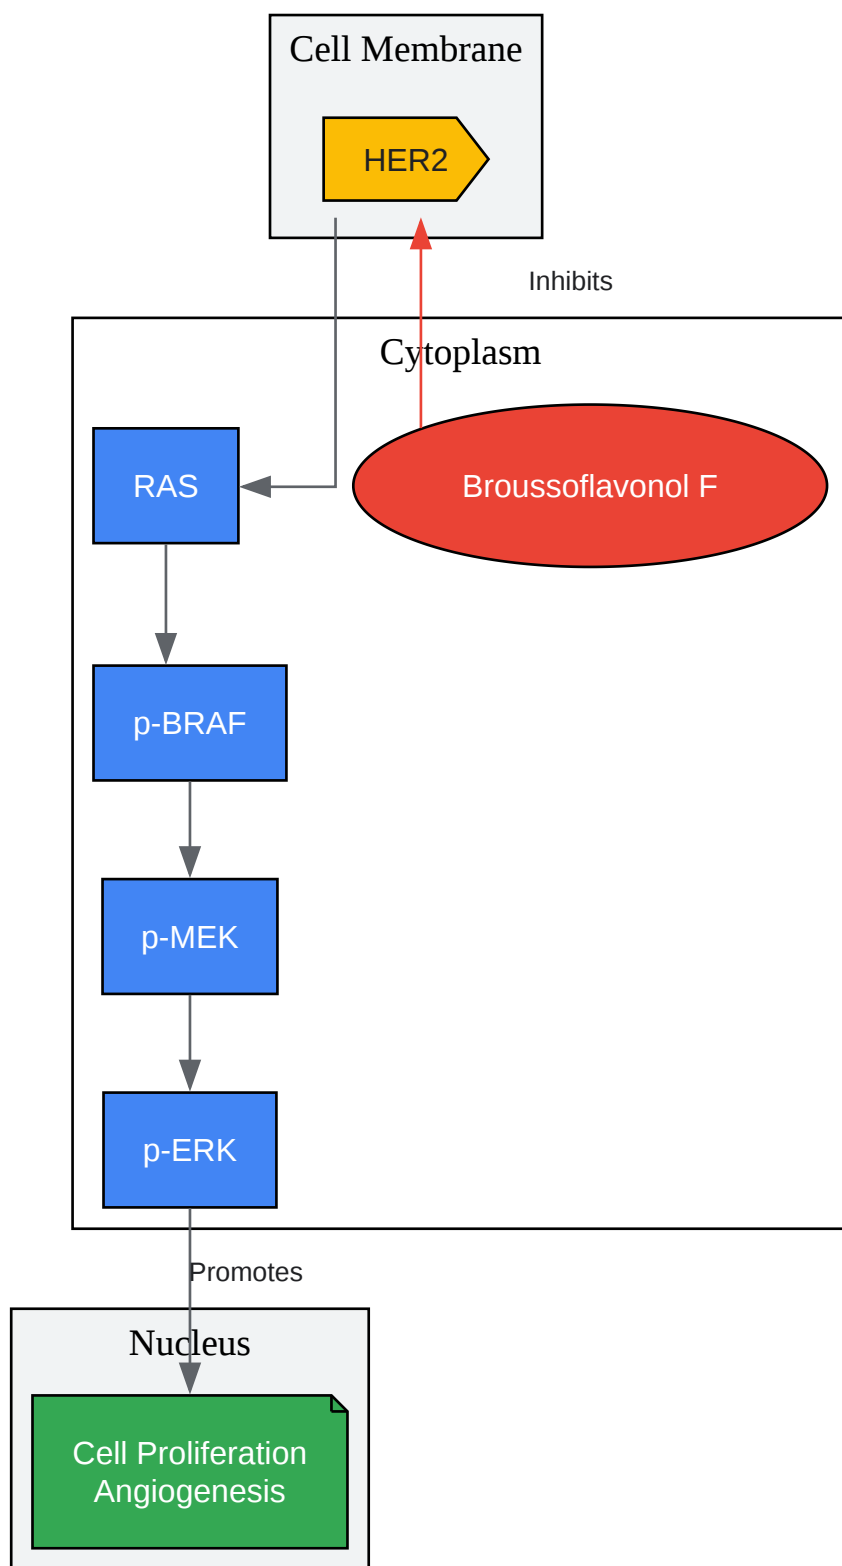 Cell Membrane
HER2
Inhibits
Cytoplasm
RAS
Broussoflavonol F
p-BRAF
p-MEK
p-ERK
Promotes
Nucleus
Cell Proliferation
Angiogenesis